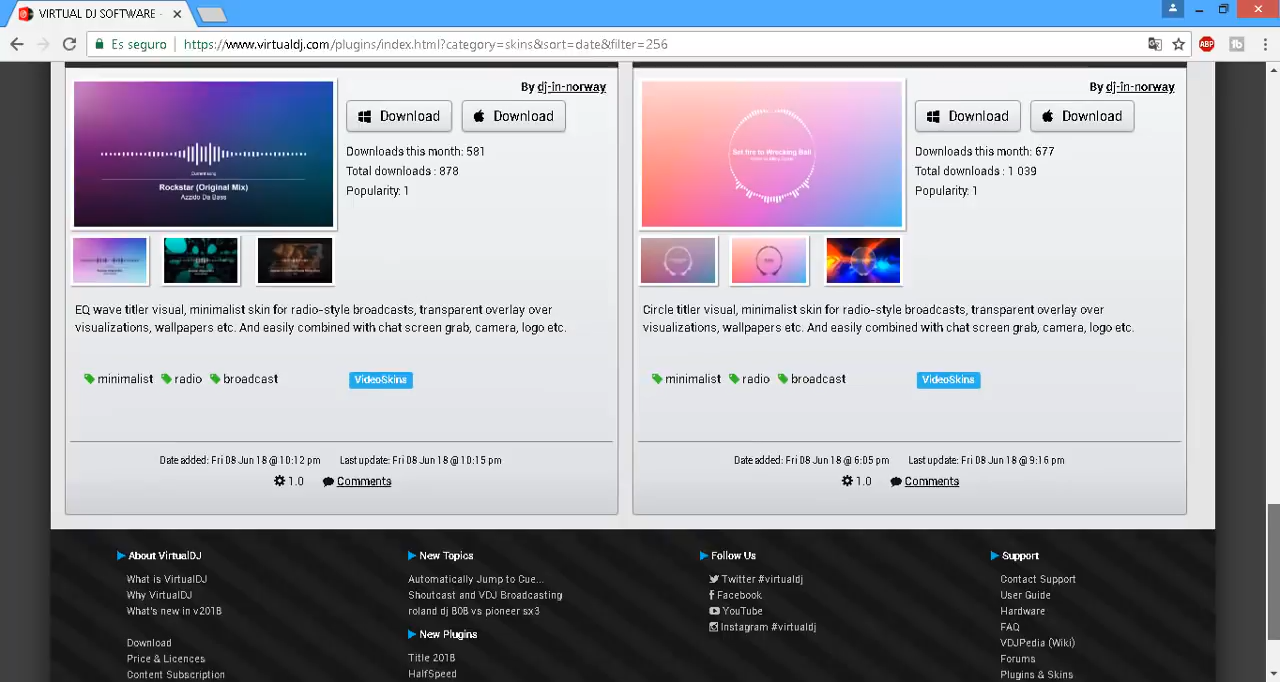 VIRTUAL DJ SOFTWARE -
Es seguro
https://www.virtualdj.com/plugins/index.html?category=skins&sort=date&filter=256
ABP
tb
By dj-in-norway
Download
Download
Downloads this month: 581
Total downloads : 878
Popularity: 1
Rockstar (Original Mix)
Azzido Da Bass
EQ wave titler visual, minimalist skin for radio-style broadcasts, transparent overlay over
visualizations, wallpapers etc. And easily combined with chat screen grab, camera, logo etc.
minimalist radio broadcast
VideoSkins
Date added: Fri 08 Jun 18 @ 10:12 pm Last update: Fri 08 Jun 18 @ 10:15 pm
1.0 Comments
By dj-in-norway
Download
Download
Downloads this month: 677
Total downloads : 1 039
Popularity: 1
Set fire to Wrecking Ball
Circle titler visual, minimalist skin for radio-style broadcasts, transparent overlay over
visualizations, wallpapers etc. And easily combined with chat screen grab, camera, logo etc.
minimalist radio broadcast
VideoSkins
Date added: Fri 08 Jun 18 @ 6:05 pm Last update: Fri 08 Jun 18 @ 9:16 pm
1.0 Comments
About VirtualDJ
What is VirtualDJ
Why VirtualDJ
What's new in v2018
Download
Price & Licences
Content Subscription
New Topics
Automatically Jump to Cue...
Shoutcast and VDJ Broadcasting
roland dj 808 vs pioneer sx3
New Plugins
Title 2018
HalfSpeed
Follow Us
Twitter #virtualdj
Facebook
YouTube
Instagram #virtualdj
Support
Contact Support
User Guide
Hardware
FAQ
VDJPedia (Wiki)
Forums
Plugins & Skins